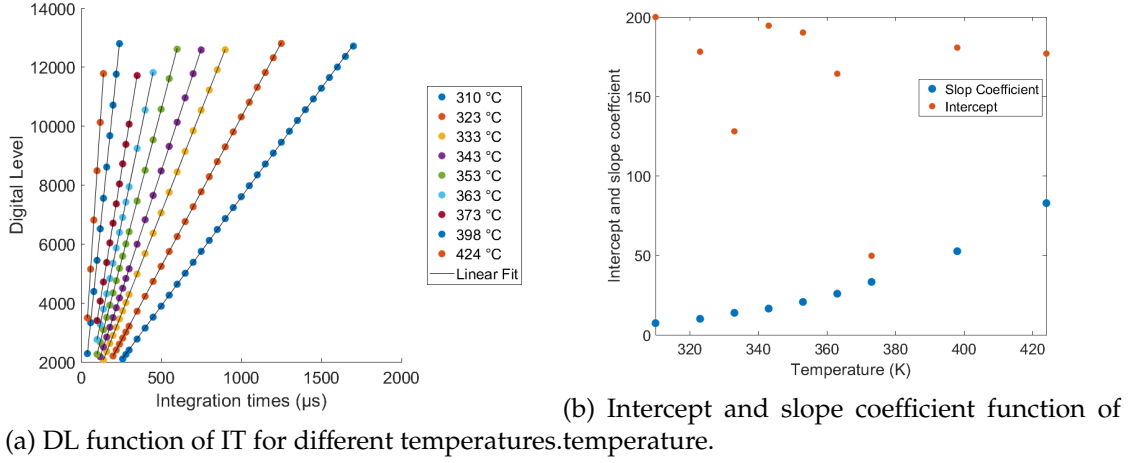 14000
12000
10000
8000
6000
4000
2000
Digital Level
0
500
1000
1500
2000
Integration times (µs)
310 °C
323 °C
333 °C
343 °C
353 °C
363 °C
373 °C
398 °C
424 °C
Linear Fit
200
150
100
50
0
Intercept and slope coeffcient
320
340
360
380
400
420
Temperature (K)
Slop Coefficient
Intercept
(b) Intercept and slope coefficient function of
(a) DL function of IT for different temperatures.temperature.